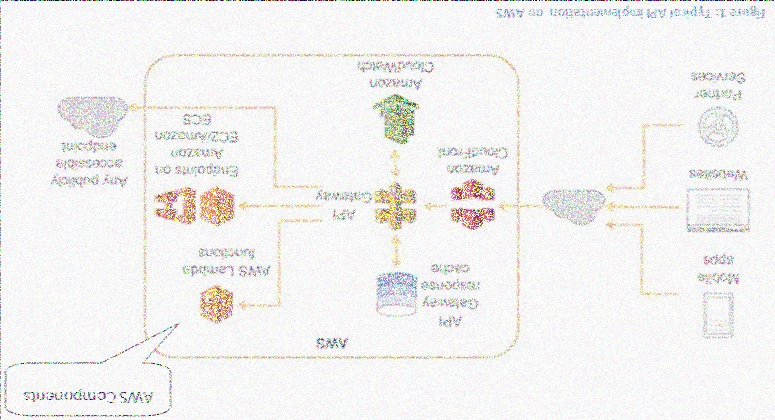 AWS Components
AWS
Mobile
apps
API
Gateway
response
cache
AWS Lambda
functions
Websites
Amazon
CloudFront
API
Gateway
Endpoints on
Amazon
EC2/Amazon
ECS
Any publicly
accessible
endpoint
Partner
Services
Amazon
CloudWatch
Figure 1: Typical API implementation on AWS